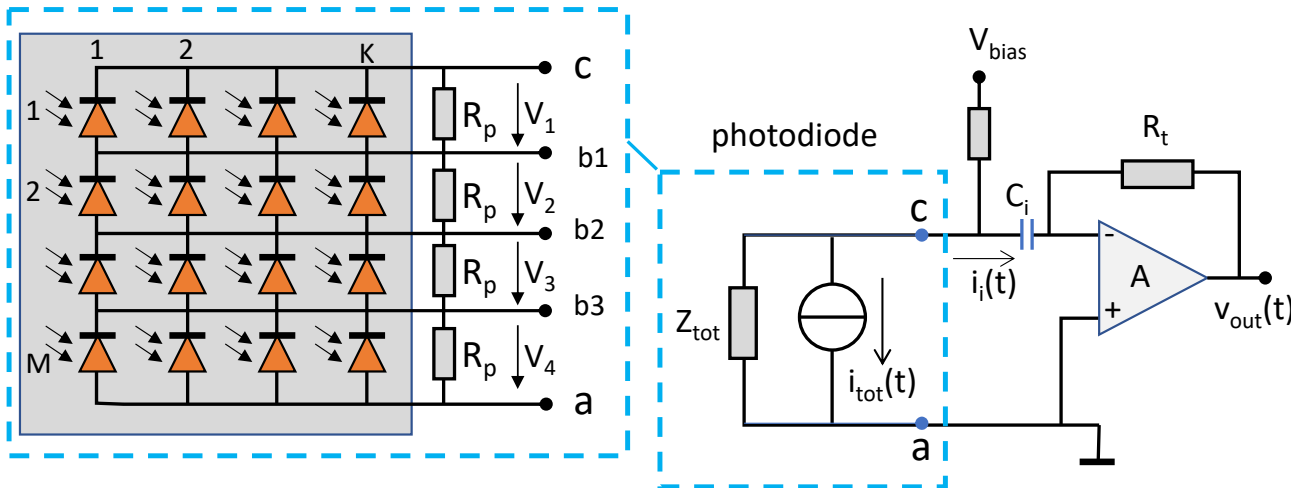 1 2 K
c
1
R_p V_1
b1
2
R_p V_2
b2
R_p V_3
b3
M
R_p V_4
a
photodiode
V_bias
R_t
c
C_i
-
i_i(t)
A
+
v_out(t)
Z_tot
i_tot(t)
a